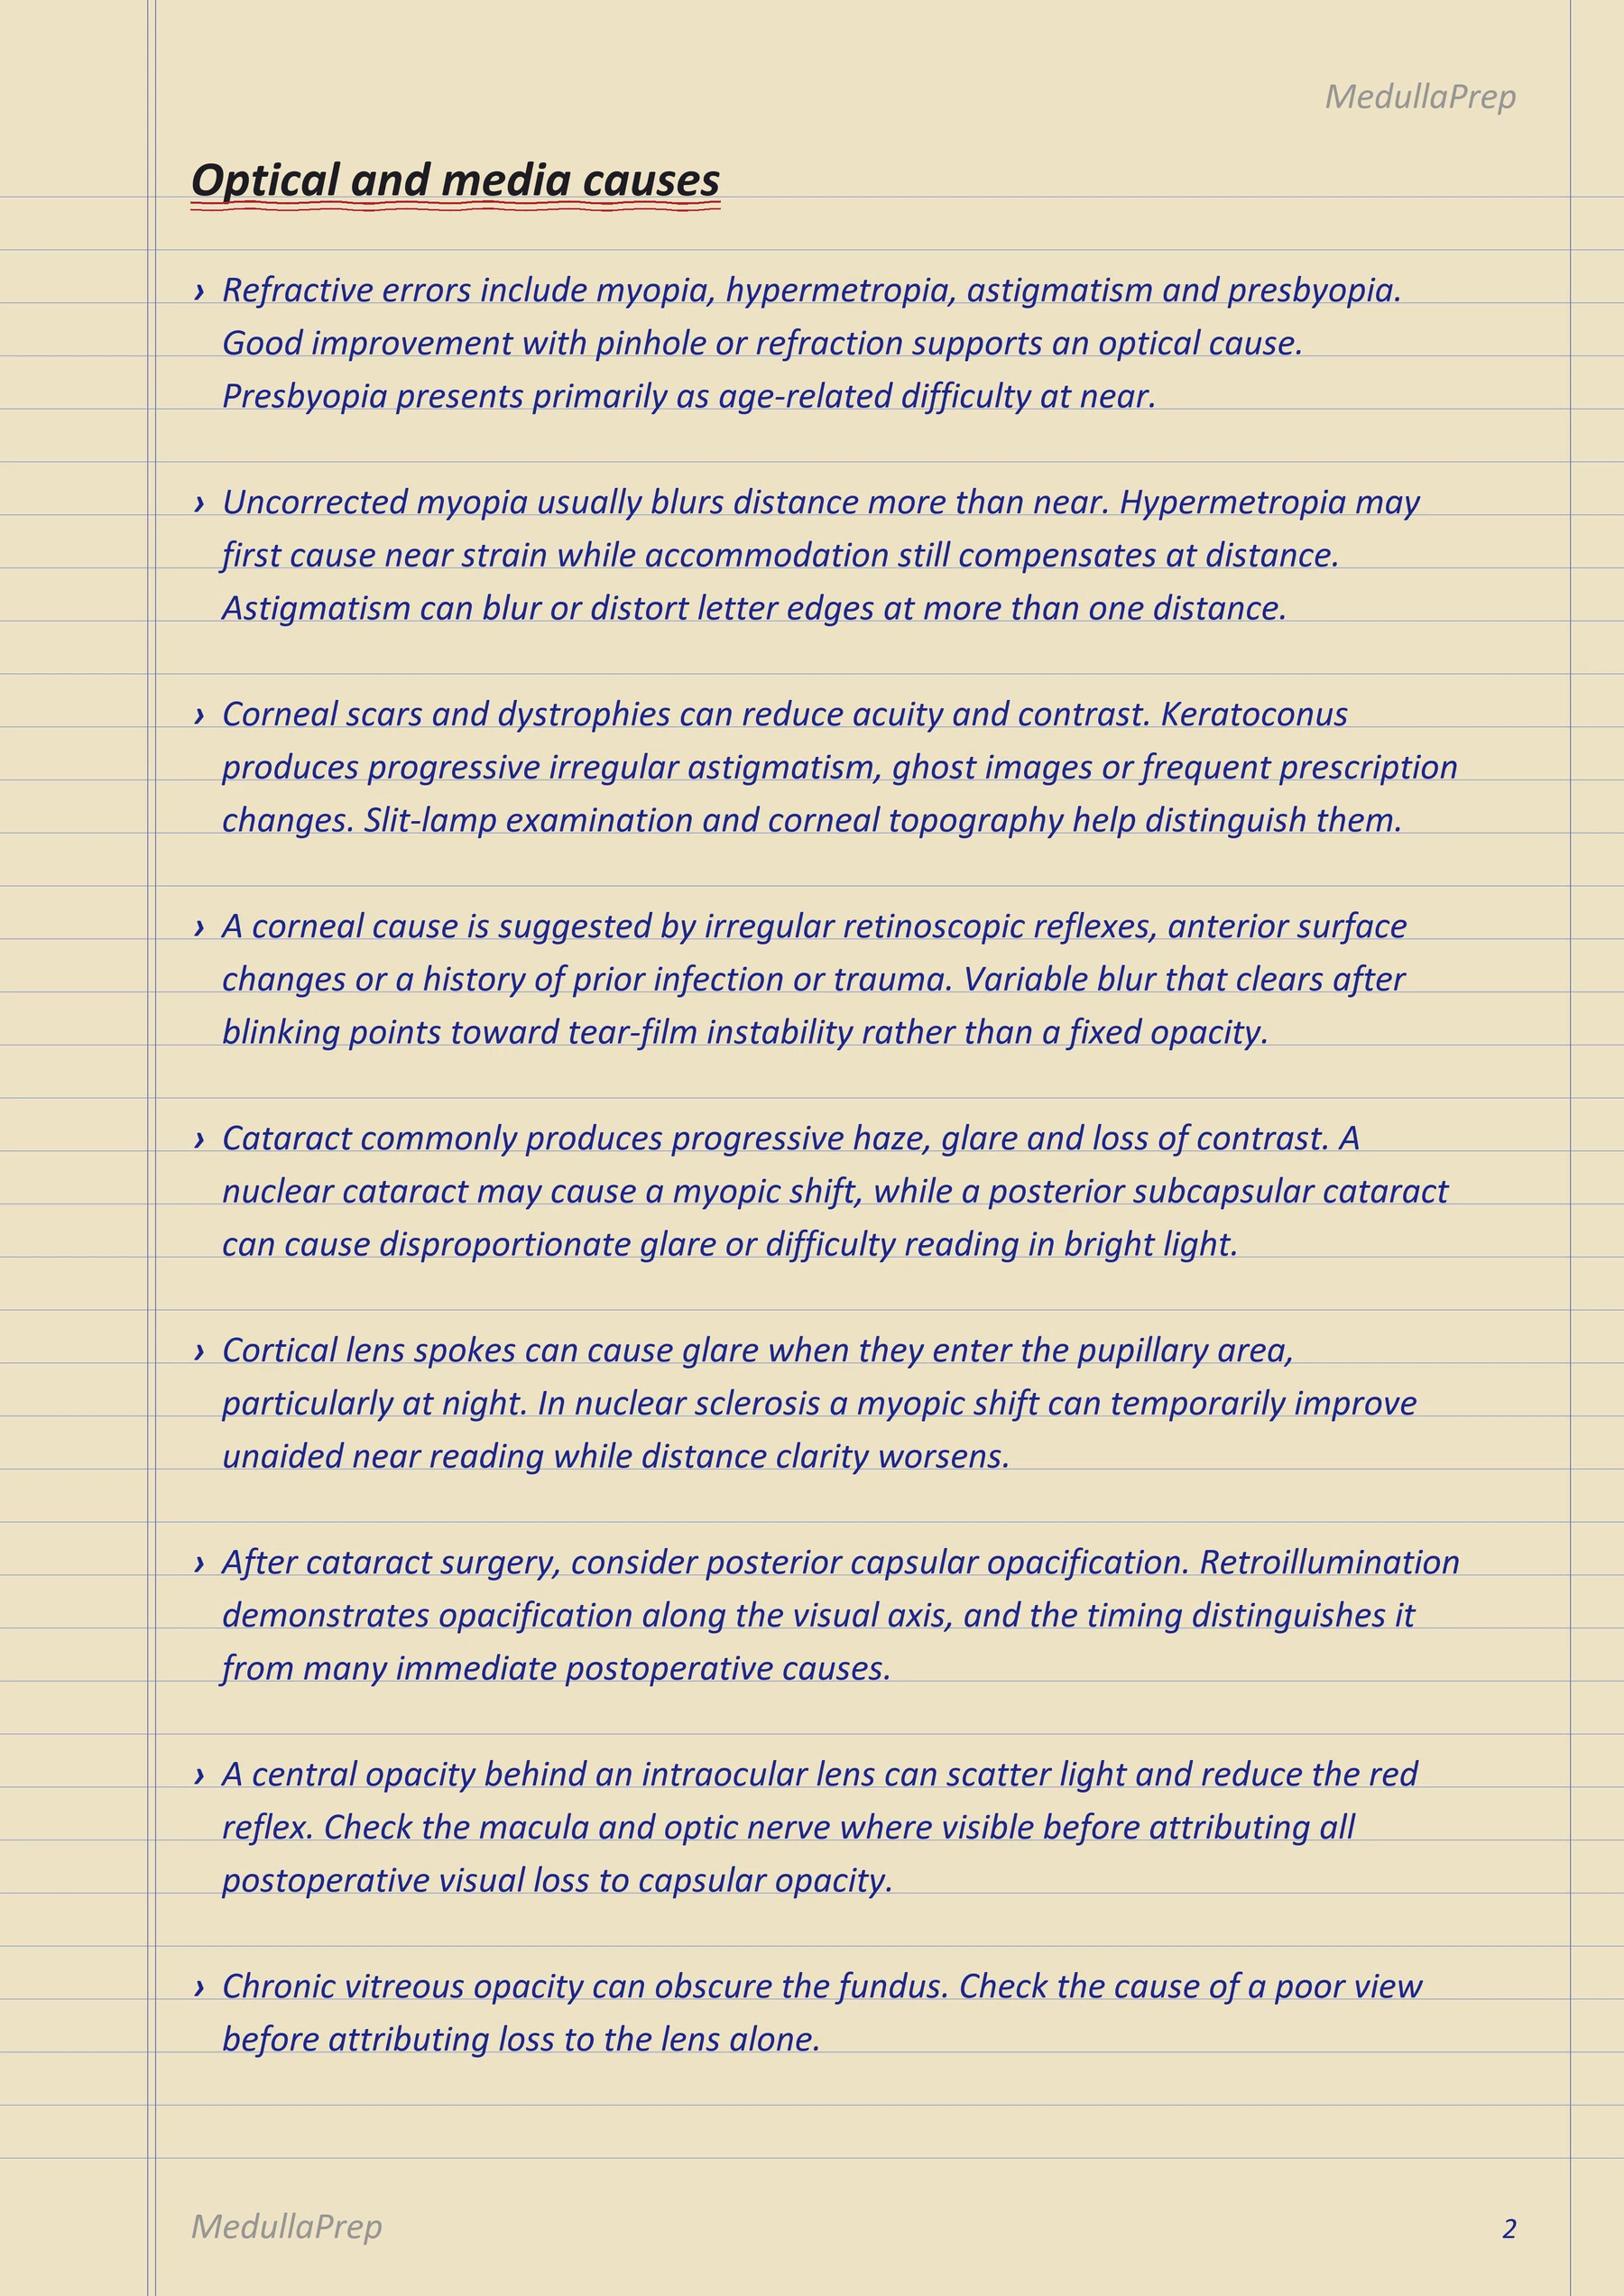 MedullaPrep
Optical and media causes
› Refractive errors include myopia, hypermetropia, astigmatism and presbyopia.
Good improvement with pinhole or refraction supports an optical cause.
Presbyopia presents primarily as age-related difficulty at near.
› Uncorrected myopia usually blurs distance more than near. Hypermetropia may
first cause near strain while accommodation still compensates at distance.
Astigmatism can blur or distort letter edges at more than one distance.
› Corneal scars and dystrophies can reduce acuity and contrast. Keratoconus
produces progressive irregular astigmatism, ghost images or frequent prescription
changes. Slit-lamp examination and corneal topography help distinguish them.
› A corneal cause is suggested by irregular retinoscopic reflexes, anterior surface
changes or a history of prior infection or trauma. Variable blur that clears after
blinking points toward tear-film instability rather than a fixed opacity.
› Cataract commonly produces progressive haze, glare and loss of contrast. A
nuclear cataract may cause a myopic shift, while a posterior subcapsular cataract
can cause disproportionate glare or difficulty reading in bright light.
› Cortical lens spokes can cause glare when they enter the pupillary area,
particularly at night. In nuclear sclerosis a myopic shift can temporarily improve
unaided near reading while distance clarity worsens.
› After cataract surgery, consider posterior capsular opacification. Retroillumination
demonstrates opacification along the visual axis, and the timing distinguishes it
from many immediate postoperative causes.
› A central opacity behind an intraocular lens can scatter light and reduce the red
reflex. Check the macula and optic nerve where visible before attributing all
postoperative visual loss to capsular opacity.
› Chronic vitreous opacity can obscure the fundus. Check the cause of a poor view
before attributing loss to the lens alone.
MedullaPrep
2